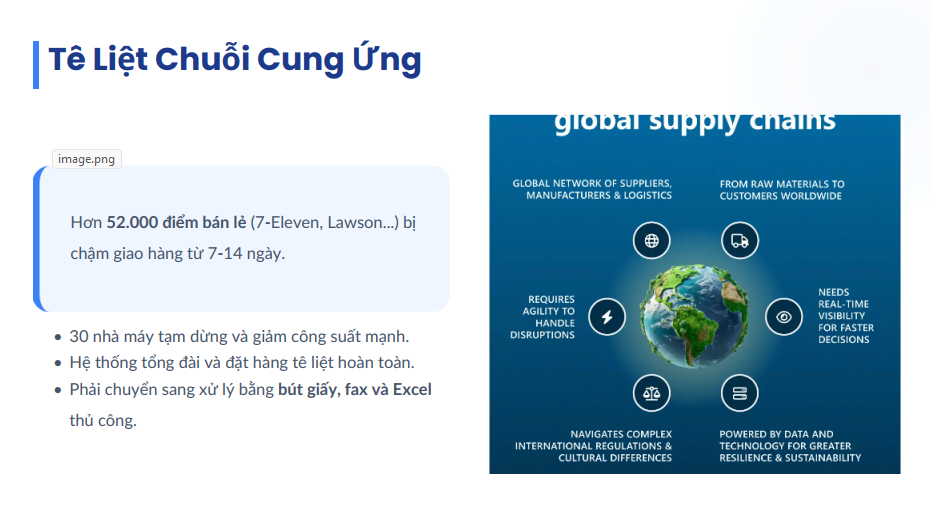 Tê Liệt Chuỗi Cung Ứng
image.png
Hơn 52.000 điểm bán lẻ (7-Eleven, Lawson...) bị
chậm giao hàng từ 7-14 ngày.
• 30 nhà máy tạm dừng và giảm công suất mạnh.
• Hệ thống tổng đài và đặt hàng tê liệt hoàn toàn.
• Phải chuyển sang xử lý bằng bút giấy, fax và Excel
thủ công.
global supply chains
GLOBAL NETWORK OF SUPPLIERS,
MANUFACTURERS & LOGISTICS
FROM RAW MATERIALS TO
CUSTOMERS WORLDWIDE
REQUIRES
AGILITY TO
HANDLE
DISRUPTIONS
NEEDS
REAL-TIME
VISIBILITY
FOR FASTER
DECISIONS
NAVIGATES COMPLEX
INTERNATIONAL REGULATIONS &
CULTURAL DIFFERENCES
POWERED BY DATA AND
TECHNOLOGY FOR GREATER
RESILIENCE & SUSTAINABILITY